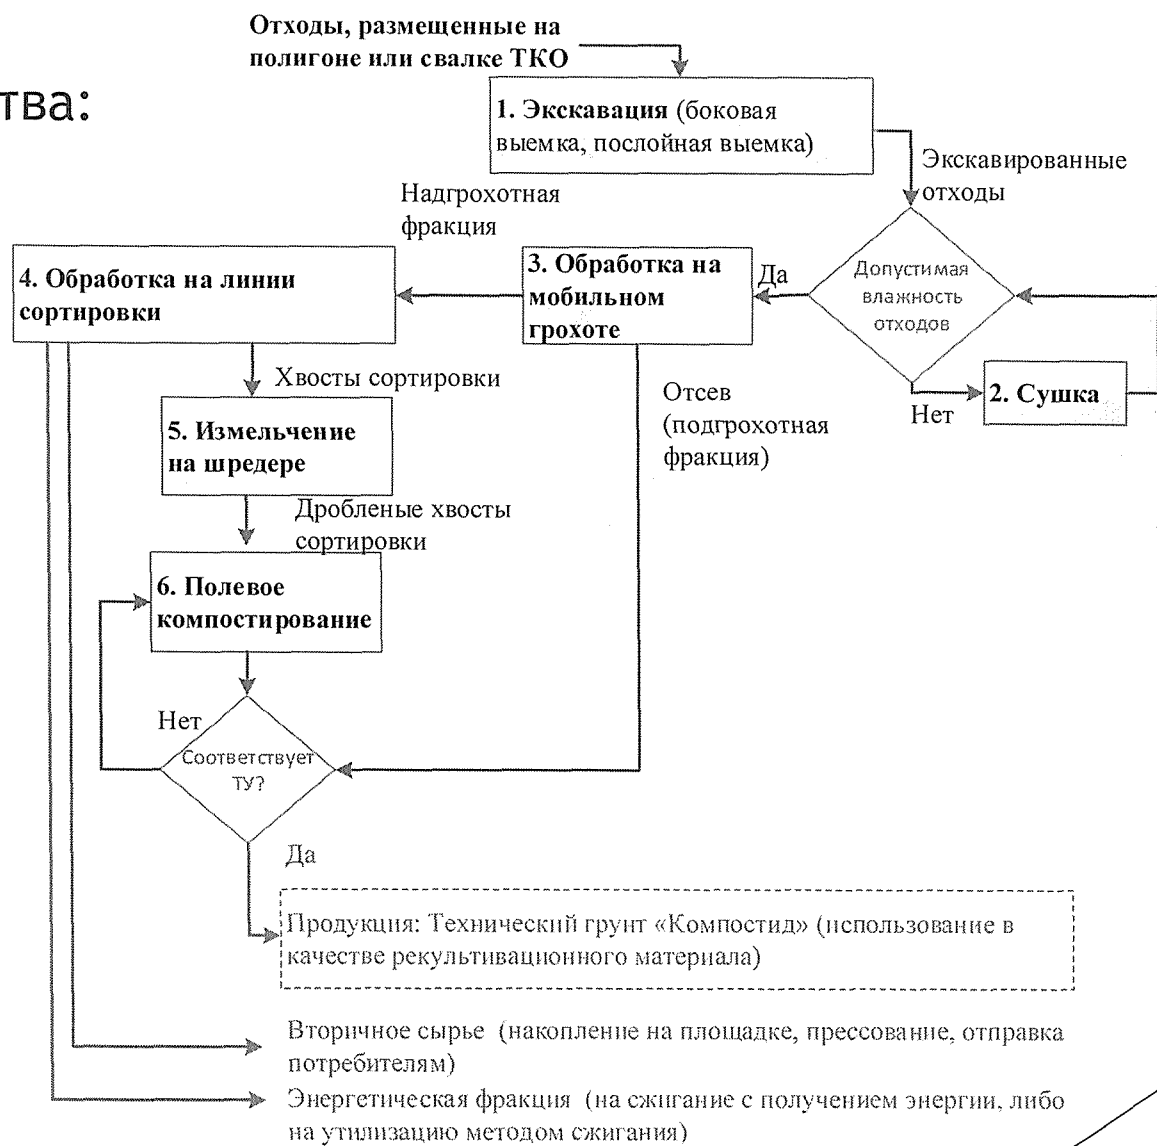 Отходы, размещенные на
полигоне или свалке ТКО
тва:
1. Экскавация (боковая
выемка, послойная выемка)
Экскавированные
отходы
Надгрохотная
фракция
4. Обработка на линии
сортировки
3. Обработка на
мобильном
грохоте
Да
Допустимая
влажность
отходов
Хвосты сортировки
Отсев
(подгрохотная
фракция)
Нет
2. Сушка
5. Измельчение
на шредере
Дробленые хвосты
сортировки
6. Полевое
компостирование
Нет
Соответствует
ТУ?
Да
Продукция: Технический грунт «Компостид» (использование в
качестве рекультивационного материала)
Вторичное сырье (накопление на площадке, прессование, отправка
потребителям)
Энергетическая фракция (на сжигание с получением энергии, либо
на утилизацию методом сжигания)